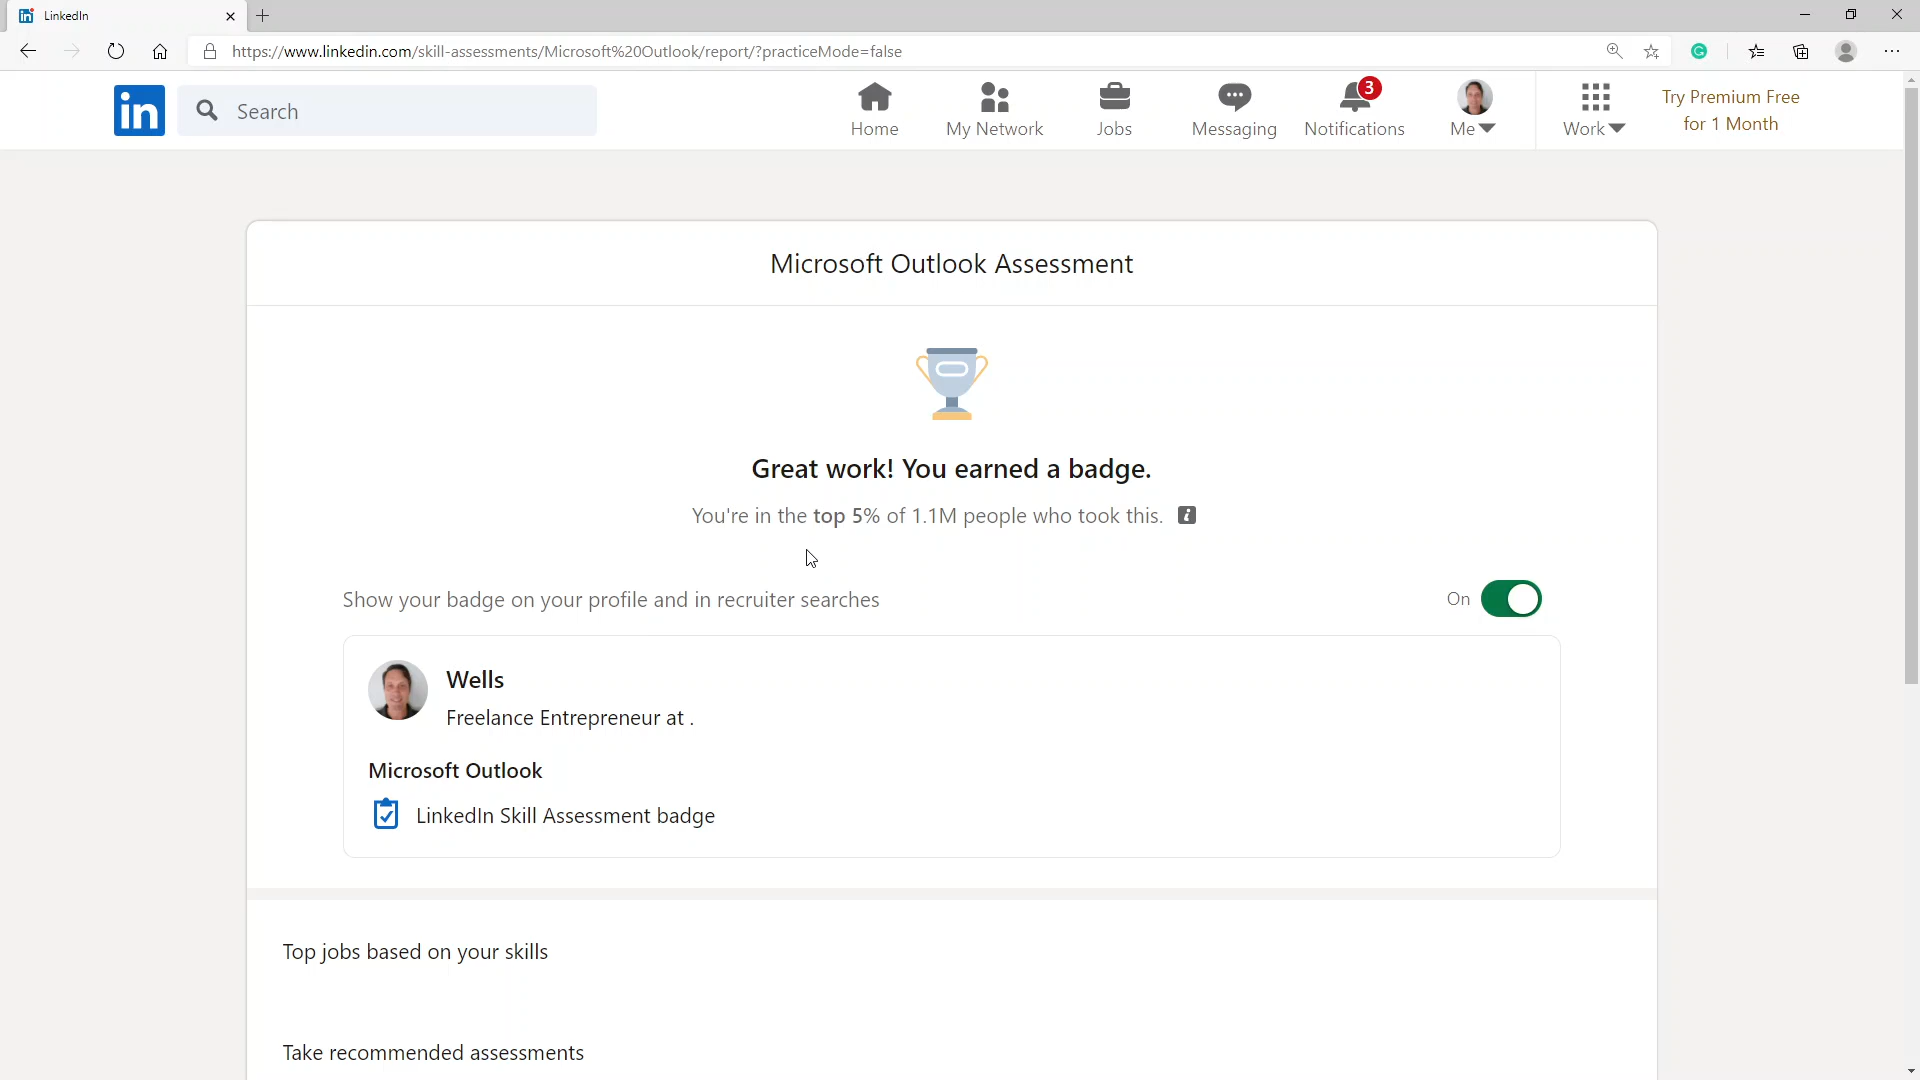 LinkedIn
https://www.linkedin.com/skill-assessments/Microsoft%20Outlook/report/?practiceMode=false
in
Search
Home
My Network
Jobs
Messaging
3
Notifications
Me
Work
Try Premium Free
for 1 Month
Microsoft Outlook Assessment
Great work! You earned a badge.
You're in the top 5% of 1.1M people who took this.
Show your badge on your profile and in recruiter searches
On
Wells
Freelance Entrepreneur at .
Microsoft Outlook
LinkedIn Skill Assessment badge
Top jobs based on your skills
Take recommended assessments